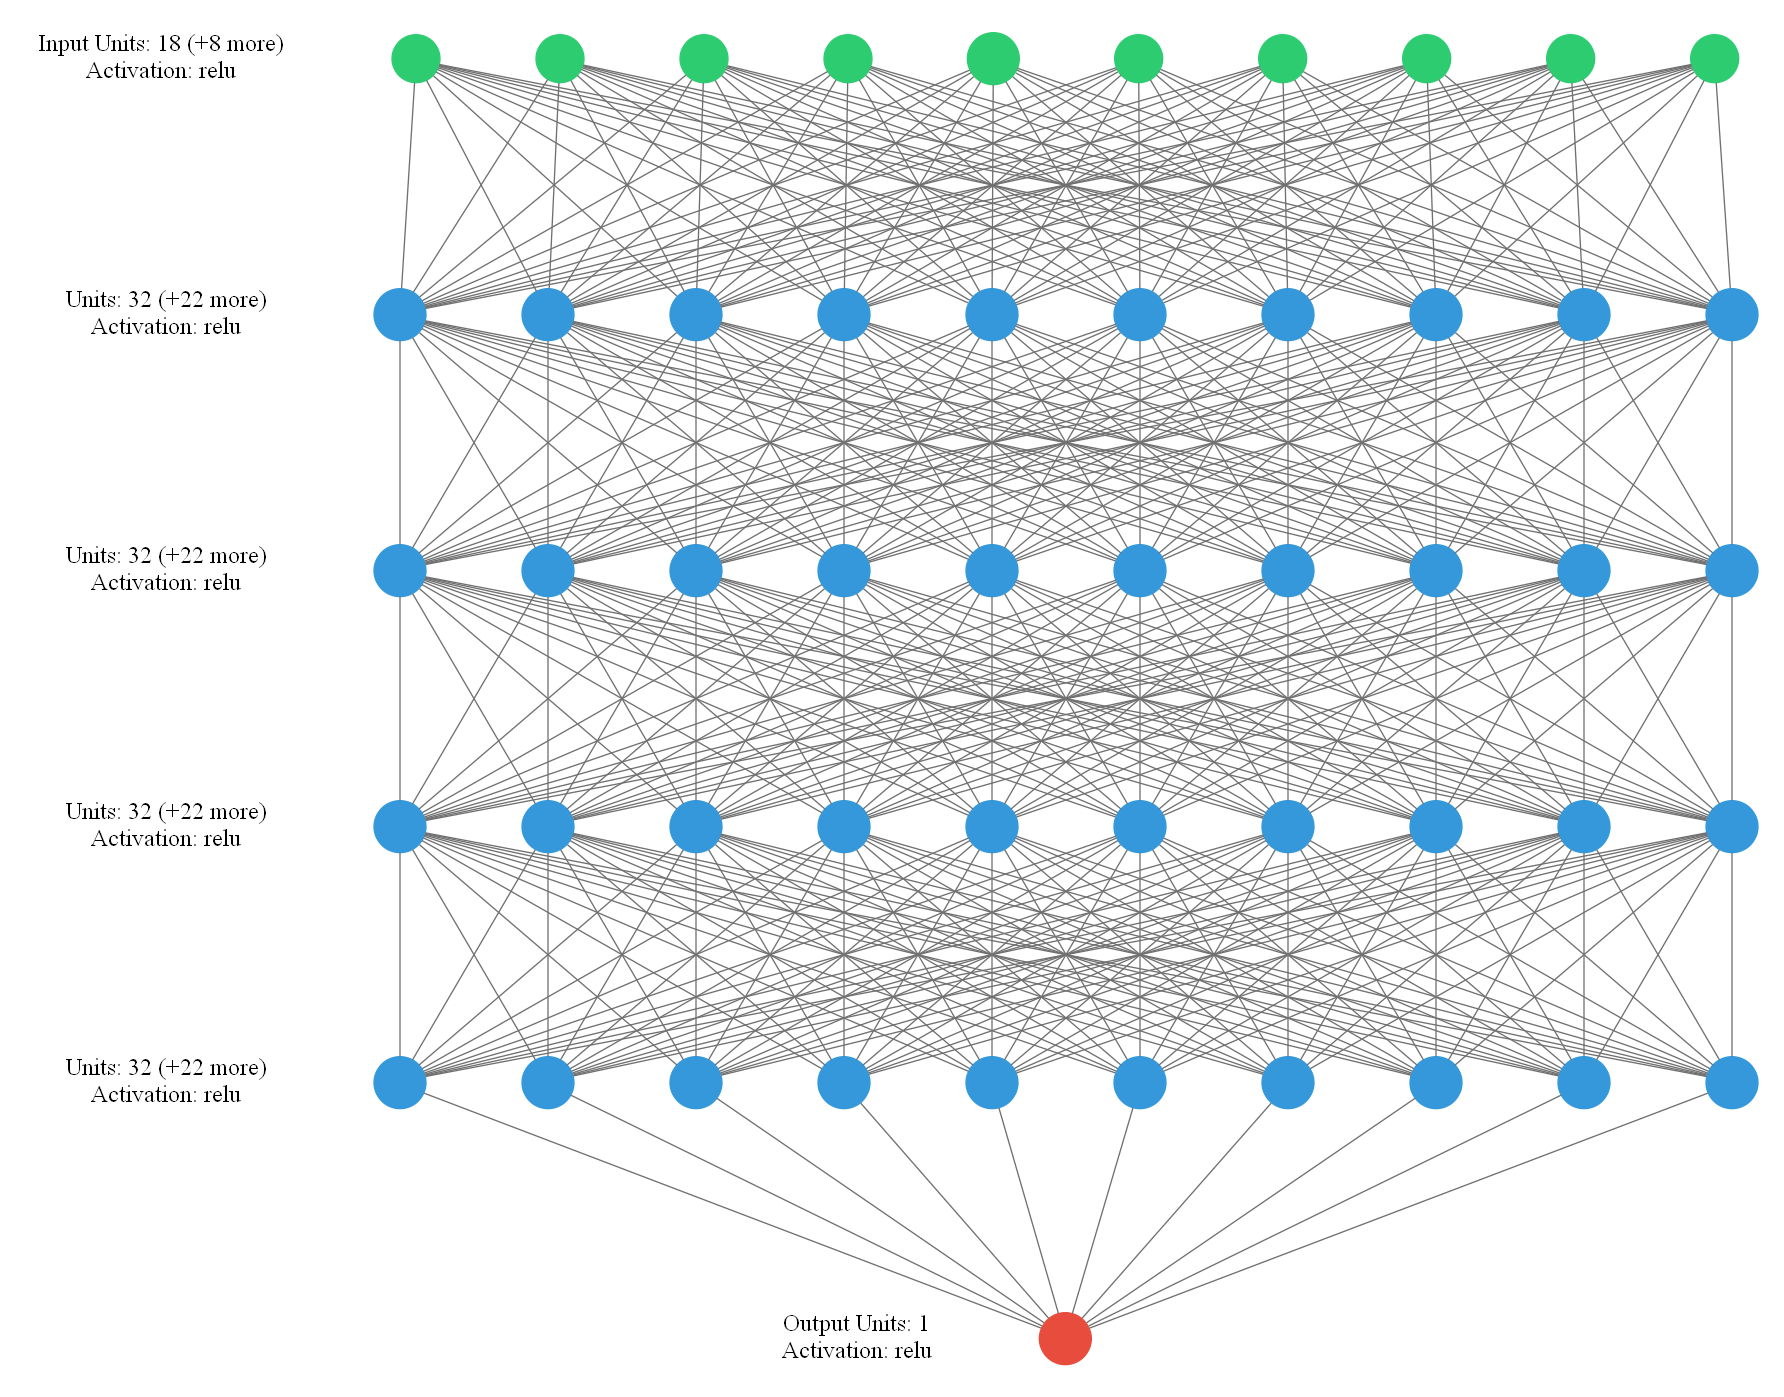 Input Units: 18 (+8 more)
Activation: relu
Units: 32 (+22 more)
Activation: relu
Units: 32 (+22 more)
Activation: relu
Units: 32 (+22 more)
Activation: relu
Units: 32 (+22 more)
Activation: relu
Output Units: 1
Activation: relu